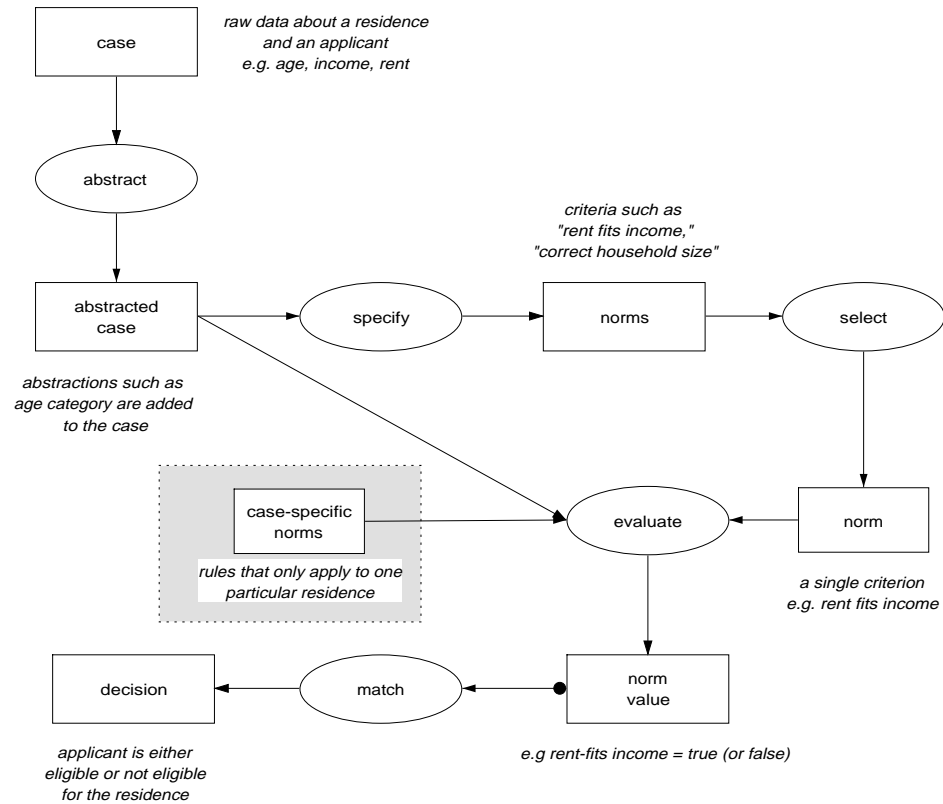 case
raw data about a residence
and an applicant
e.g. age, income, rent
abstract
criteria such as
"rent fits income,"
"correct household size"
abstracted
case
specify
norms
select
abstractions such as
age category are added
to the case
case-specific
norms
evaluate
norm
rules that only apply to one
particular residence
a single criterion
e.g. rent fits income
decision
match
norm
value
applicant is either
eligible or not eligible
for the residence
e.g rent-fits income = true (or false)